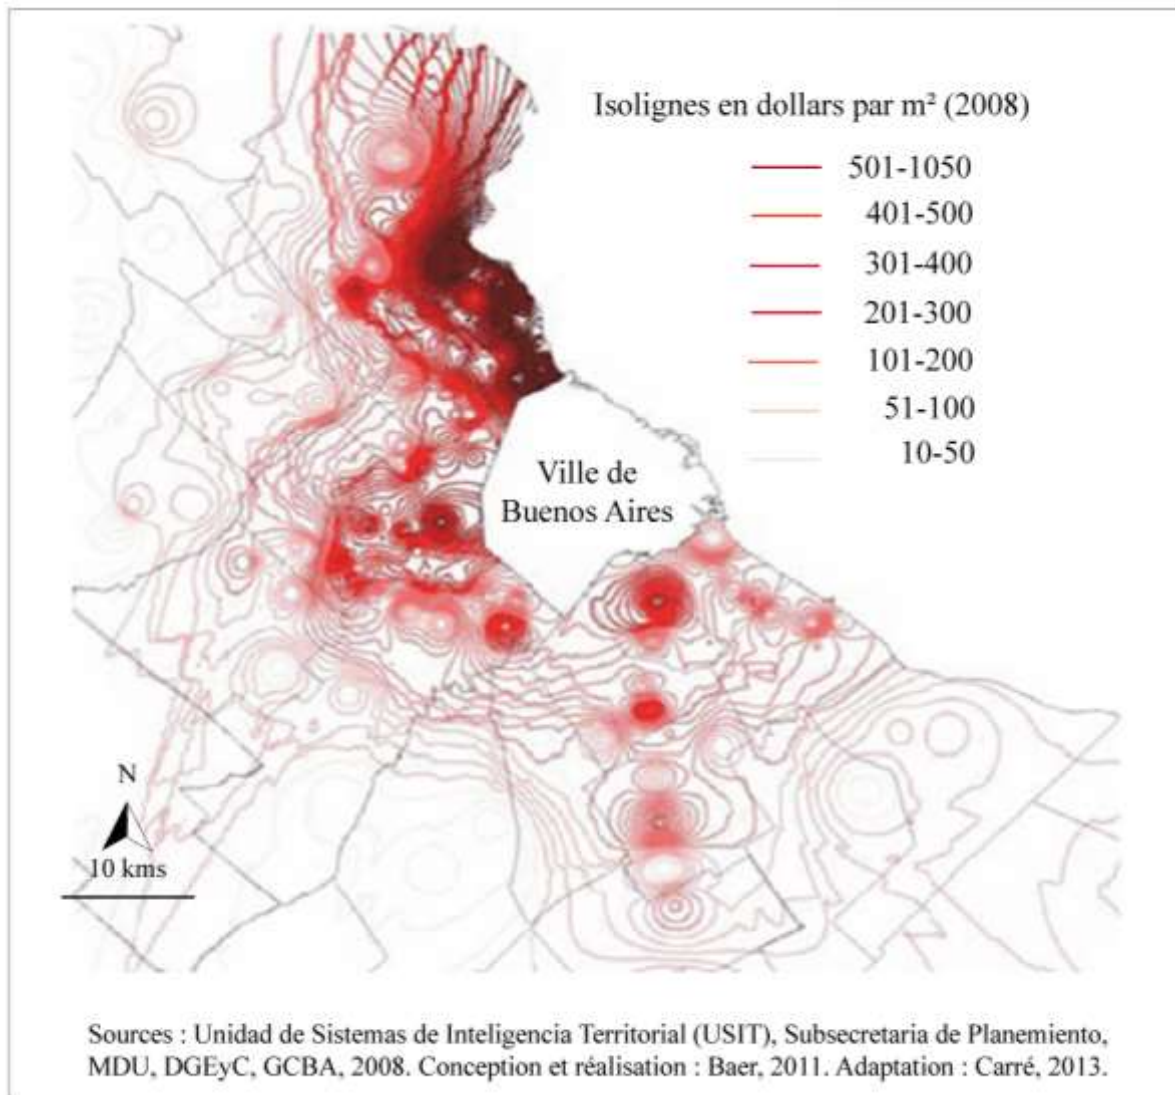 Isolignes en dollars par m² (2008)
501-1050
401-500
301-400
201-300
101-200
51-100
10-50
Ville de
Buenos Aires
N
10 kms
Sources : Unidad de Sistemas de Inteligencia Territorial (USIT), Subsecretaria de Planemiento,
MDU, DGEyC, GCBA, 2008. Conception et réalisation : Baer, 2011. Adaptation : Carré, 2013.